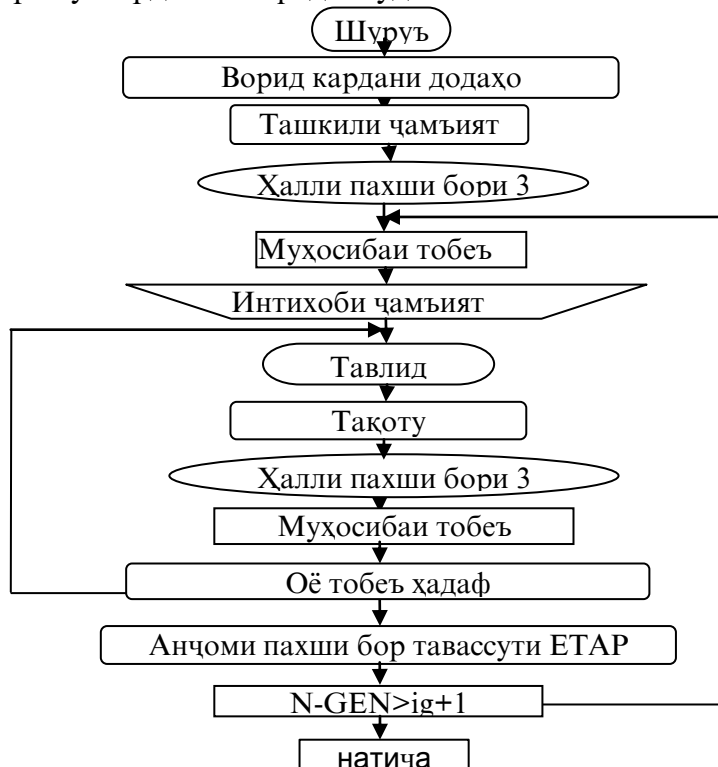 Шуруъ
Ворид кардани додаҳо
Ташкили ҷамъият
Ҳалли пахши бори 3
Муҳосибаи тобеъ
Интихоби ҷамъият
Тавлид
Тақоту
Ҳалли пахши бори 3
Муҳосибаи тобеъ
Оё тобеъ ҳадаф
Анҷоми пахши бор тавассути ЕТАР
N-GEN>ig+1
натиҷа